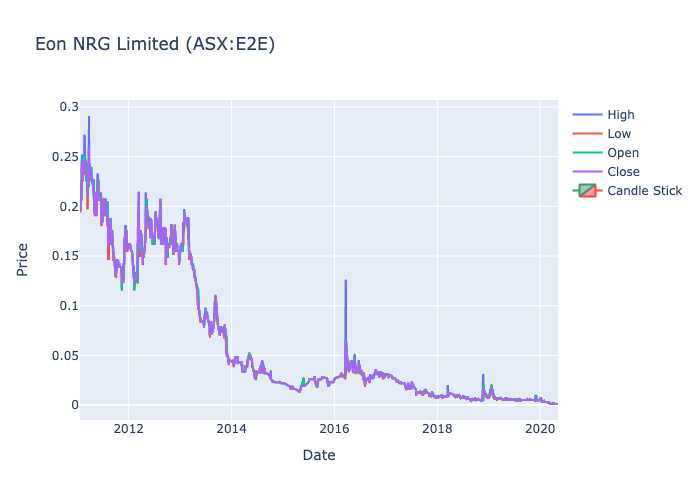 Eon NRG Limited (ASX:E2E)
0.3
0.25
0.2
0.15
0.1
0.05
0
Price
2012
2014
2016
2018
2020
Date
High
Low
Open
Close
Candle Stick